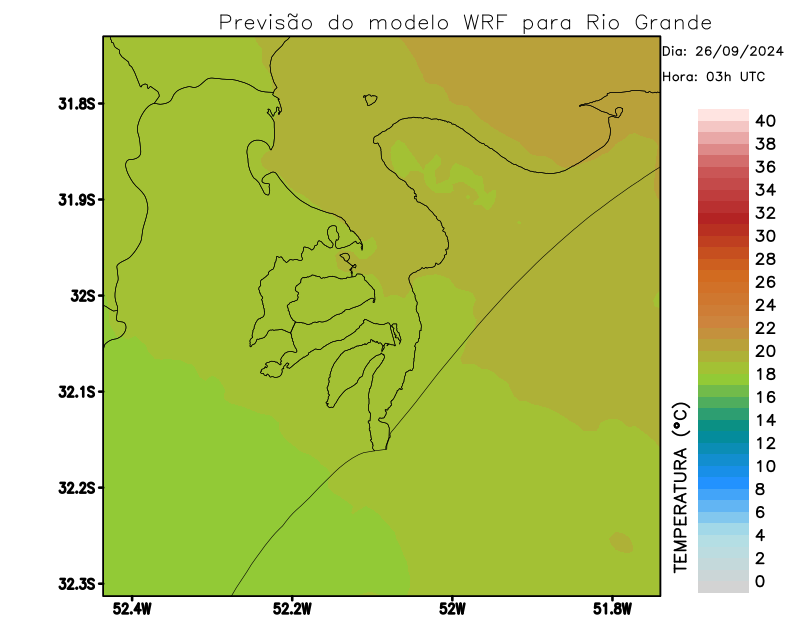 Previsão do modelo WRF para Rio Grande
Dia: 26/09/2024
Hora: 03h UTC
31.8S
31.9S
32S
32.1S
32.2S
32.3S
52.4W
52.2W
52W
51.8W
TEMPERATURA (°C)
40
38
36
34
32
30
28
26
24
22
20
18
16
14
12
10
8
6
4
2
0